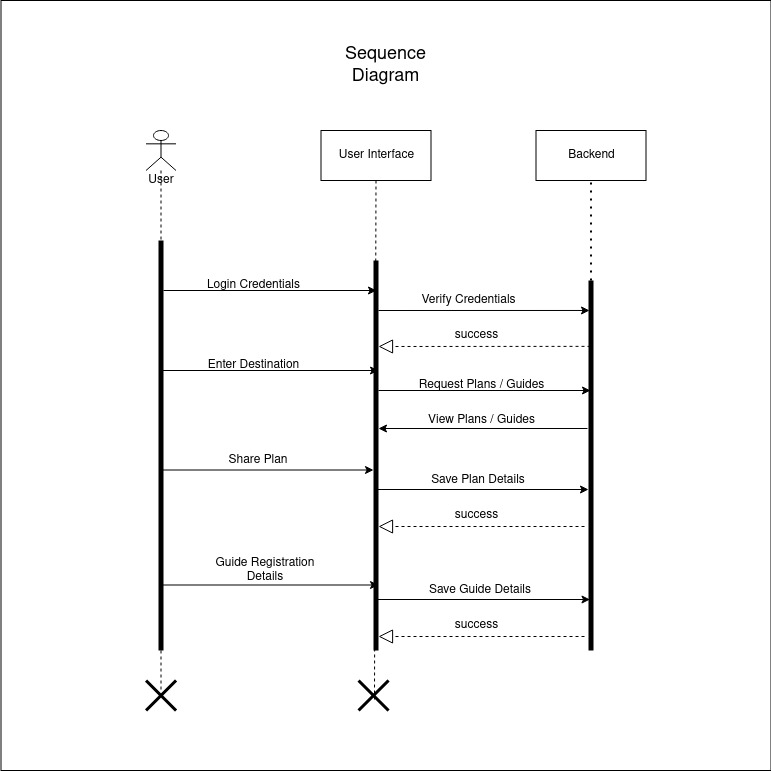 Sequence
Diagram
User
User Interface
Backend
Login Credentials
Verify Credentials
success
Enter Destination
Request Plans / Guides
View Plans / Guides
Share Plan
Save Plan Details
success
Guide Registration
Details
Save Guide Details
success